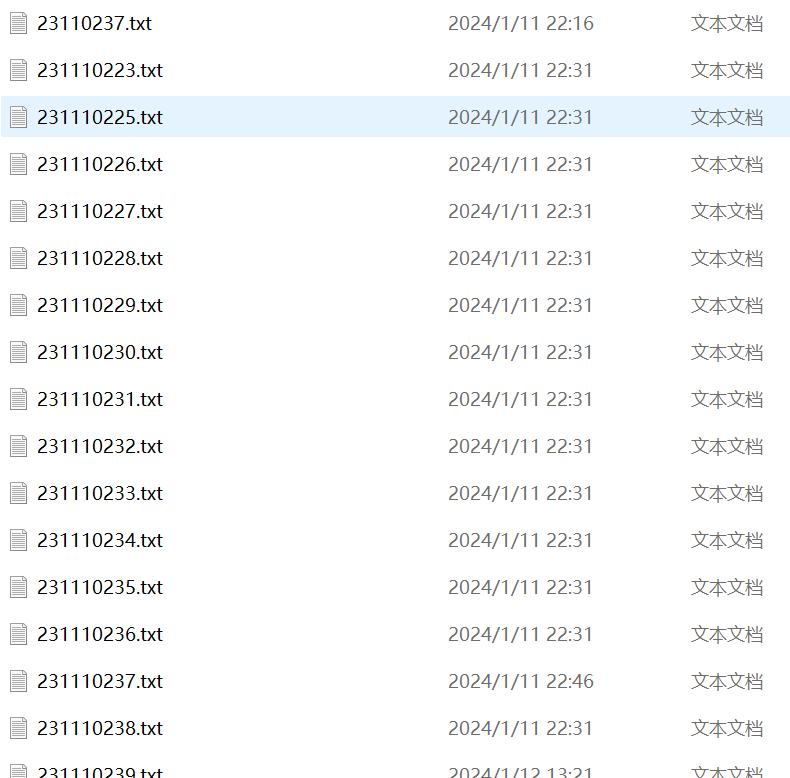 23110237.txt 2024/1/11 22:16 文本文档
231110223.txt 2024/1/11 22:31 文本文档
231110225.txt 2024/1/11 22:31 文本文档
231110226.txt 2024/1/11 22:31 文本文档
231110227.txt 2024/1/11 22:31 文本文档
231110228.txt 2024/1/11 22:31 文本文档
231110229.txt 2024/1/11 22:31 文本文档
231110230.txt 2024/1/11 22:31 文本文档
231110231.txt 2024/1/11 22:31 文本文档
231110232.txt 2024/1/11 22:31 文本文档
231110233.txt 2024/1/11 22:31 文本文档
231110234.txt 2024/1/11 22:31 文本文档
231110235.txt 2024/1/11 22:31 文本文档
231110236.txt 2024/1/11 22:31 文本文档
231110237.txt 2024/1/11 22:46 文本文档
231110238.txt 2024/1/11 22:31 文本文档
231110239.txt 2024/1/12 13:21 文本文档